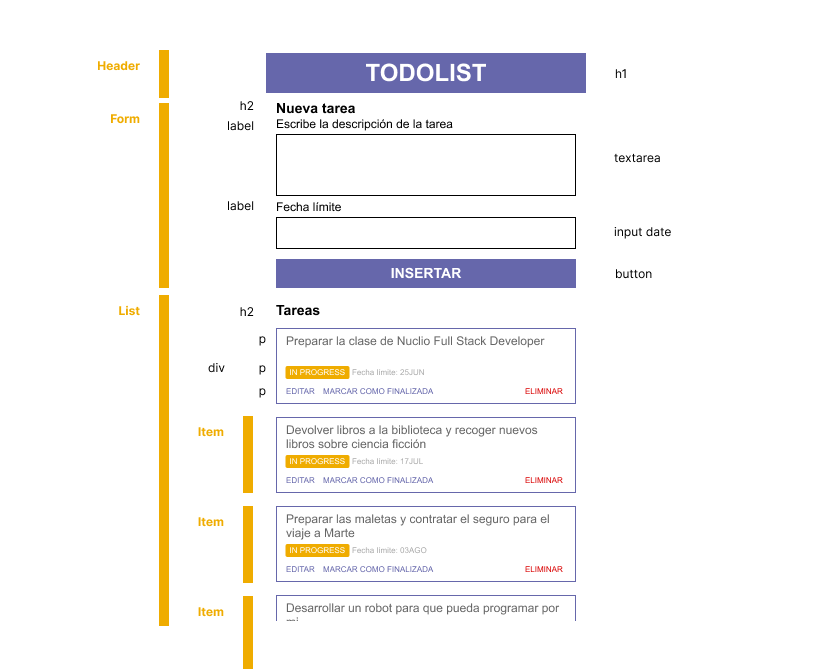 Header
TODOLIST
h1
h2
Nueva tarea
Form
label
Escribe la descripción de la tarea
textarea
label
Fecha límite
input date
INSERTAR
button
List
h2
Tareas
p
Preparar la clase de Nuclio Full Stack Developer
div
p
IN PROGRESS Fecha límite: 25JUN
p
EDITAR MARCAR COMO FINALIZADA ELIMINAR
Item
Devolver libros a la biblioteca y recoger nuevos
libros sobre ciencia ficción
IN PROGRESS Fecha límite: 17JUL
EDITAR MARCAR COMO FINALIZADA ELIMINAR
Item
Preparar las maletas y contratar el seguro para el
viaje a Marte
IN PROGRESS Fecha límite: 03AGO
EDITAR MARCAR COMO FINALIZADA ELIMINAR
Item
Desarrollar un robot para que pueda programar por